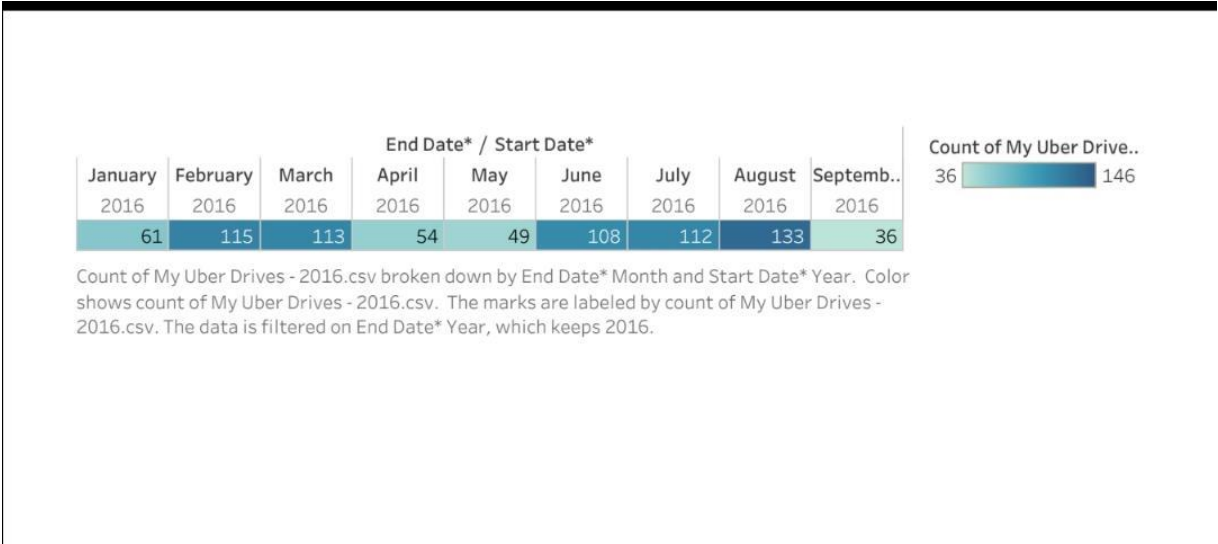 End Date* / Start Date*
January February March April May June July August Septemb..
2016 2016 2016 2016 2016 2016 2016 2016 2016
61 115 113 54 49 108 112 133 36
Count of My Uber Drive..
36 146
Count of My Uber Drives - 2016.csv broken down by End Date* Month and Start Date* Year. Color
shows count of My Uber Drives - 2016.csv. The marks are labeled by count of My Uber Drives -
2016.csv. The data is filtered on End Date* Year, which keeps 2016.